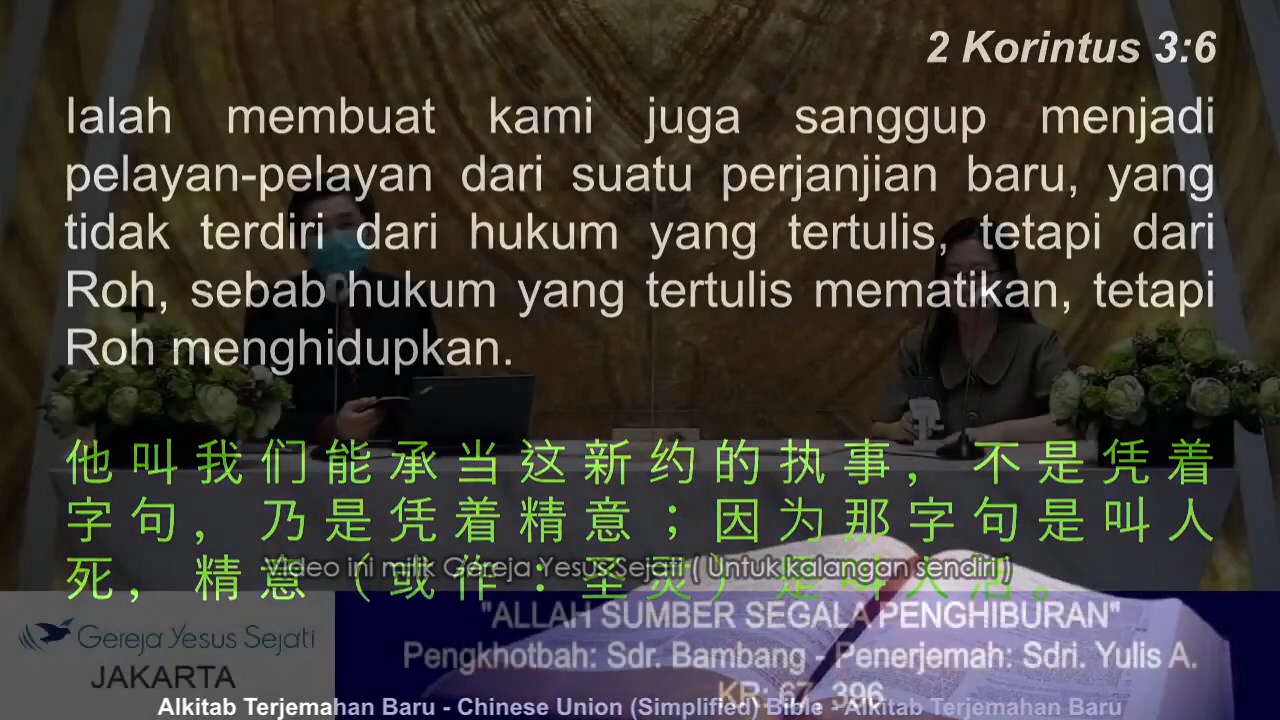 2 Korintus 3:6
Ialah membuat kami juga sanggup menjadi
pelayan-pelayan dari suatu perjanjian baru, yang
tidak terdiri dari hukum yang tertulis, tetapi dari
Roh, sebab hukum yang tertulis mematikan, tetapi
Roh menghidupkan.
他叫我们能承当这新约的执事，不是凭着
字句，乃是凭着精意；因为那字句是叫人
死，精意（或作：圣灵）是叫人活。
Video ini milik Gereja Yesus Sejati ( Untuk kalangan sendiri )
"ALLAH SUMBER SEGALA PENGHIBURAN"
Gereja Yesus Sejati
JAKARTA
Pengkhotbah: Sdr. Bambang - Penerjemah: Sdri. Yulis A.
KR: 67, 396
Alkitab Terjemahan Baru - Chinese Union (Simplified) Bible - Alkitab Terjemahan Baru